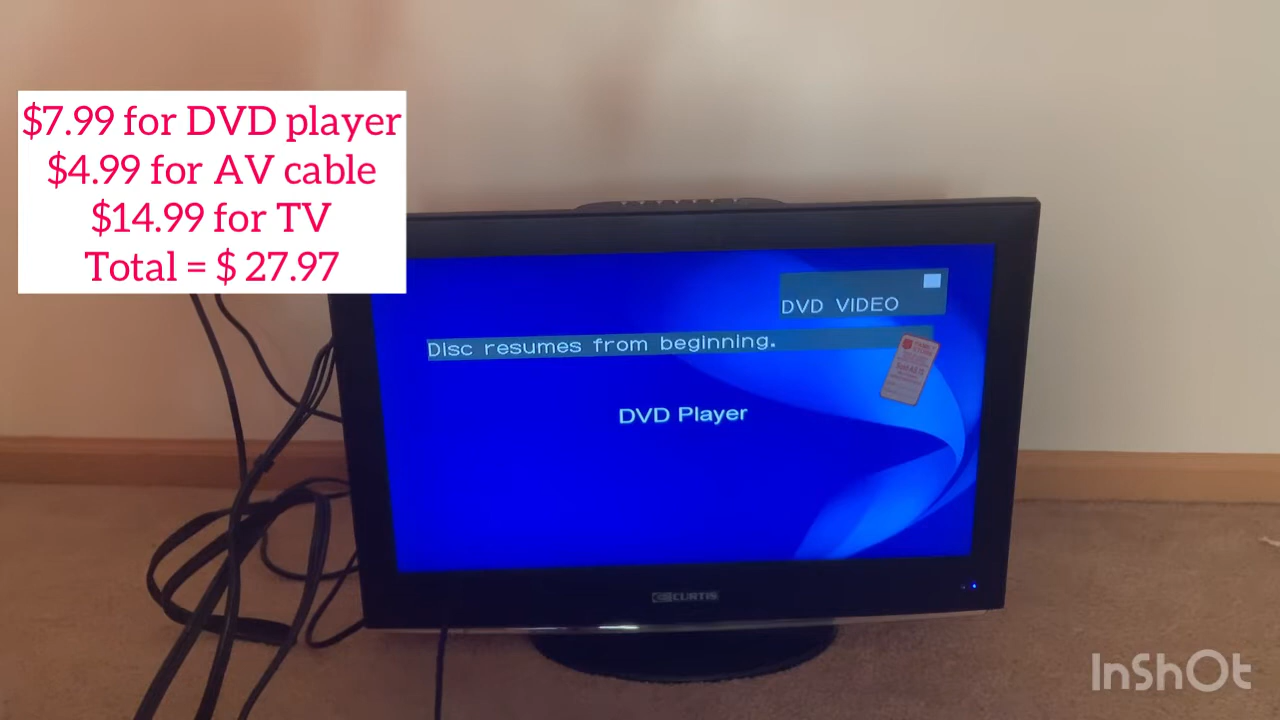 $7.99 for DVD player
$4.99 for AV cable
$14.99 for TV
Total = $ 27.97
DVD VIDEO
Disc resumes from beginning.
DVD Player
CURTIS
InShOt